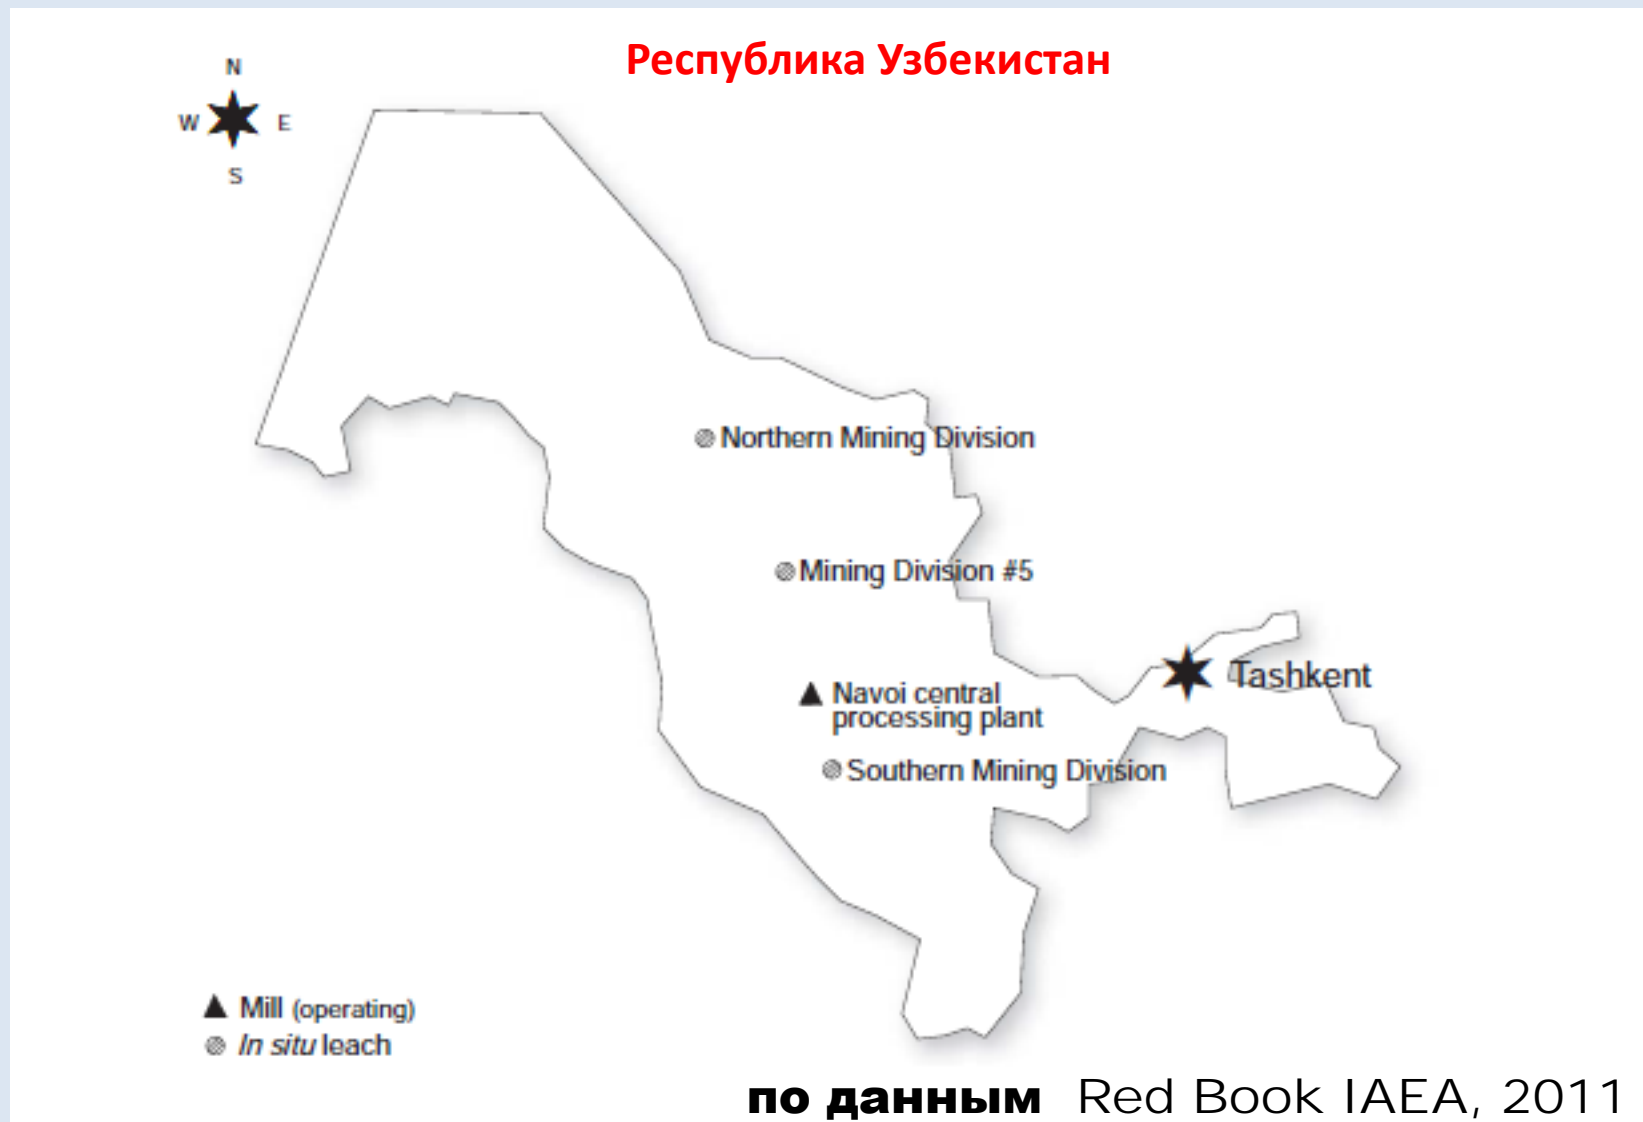 Республика Узбекистан
N
W E
S
Northern Mining Division
Mining Division #5
Tashkent
Navoi central
processing plant
Southern Mining Division
Mill (operating)
In situ leach
по данным Red Book IAEA, 2011